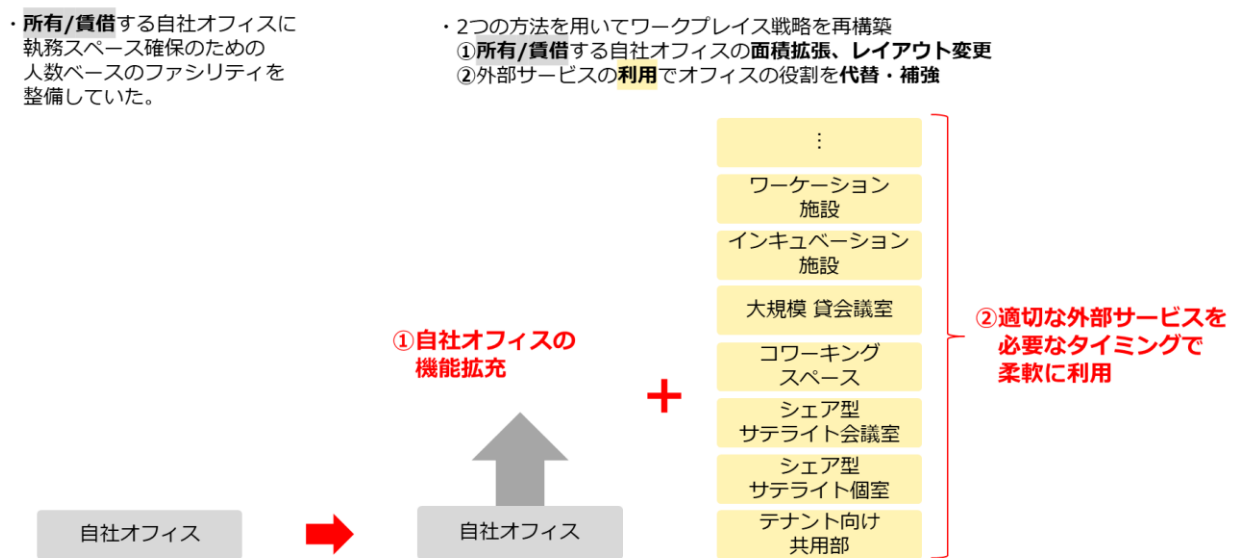 ・所有/賃借する自社オフィスに
執務スペース確保のための
人数ベースのファシリティを
整備していた。
・2つの方法を用いてワークプレイス戦略を再構築
①所有/賃借する自社オフィスの面積拡張、レイアウト変更
②外部サービスの利用でオフィスの役割を代替・補強
⋮
ワーケーション
施設
インキュベーション
施設
大規模 貸会議室
コワーキング
スペース
シェア型
サテライト会議室
シェア型
サテライト個室
テナント向け
共用部
①自社オフィスの
機能拡充
+
②適切な外部サービスを
必要なタイミングで
柔軟に利用
自社オフィス
自社オフィス